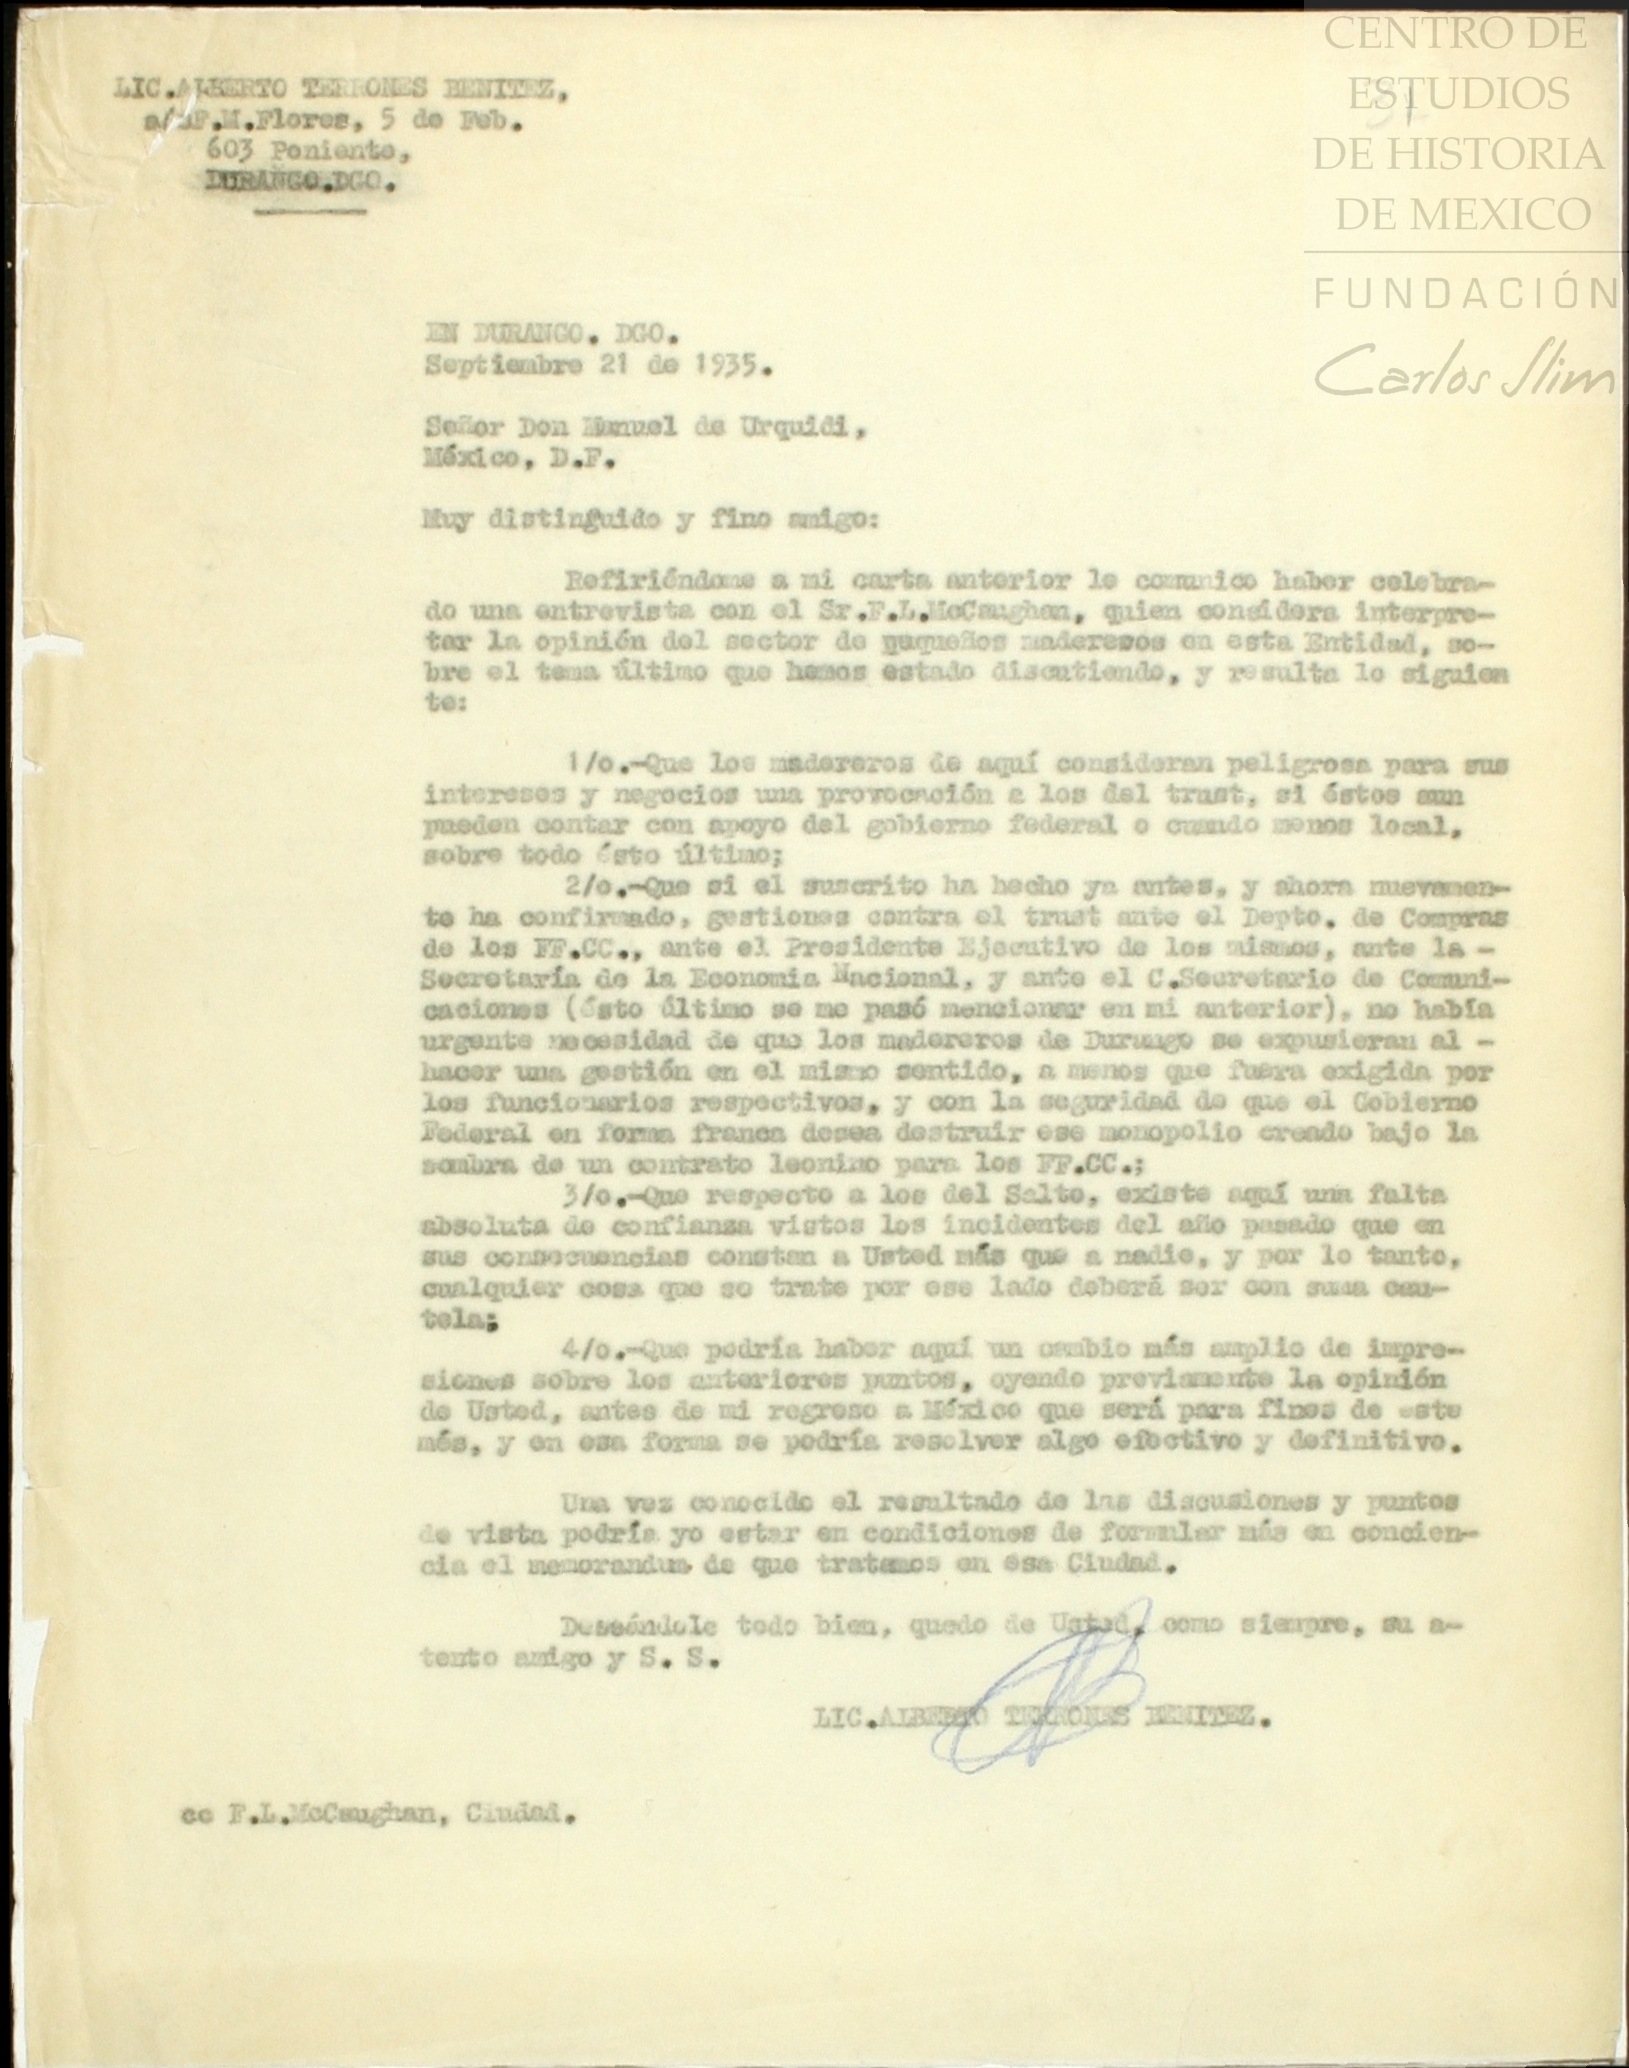 CENTRO DE
ESTUDIOS
DE HISTORIA
DE MEXICO
FUNDACIÓN
Carlos Slim
LIC.ALBERTO TERRONES BENITEZ,
F.M.Flores, 5 de Feb.
603 Poniente,
DURANGO.DGO.
EN DURANGO. DGO.
Septiembre 21 de 1935.
Señor Don Manuel de Urquidi,
México, D.F.
Muy distinguido y fino amigo:
Refiriéndome a mi carta anterior le comunico haber celebra-
do una entrevista con el Sr.F.L.McCaughan, quien considera interpre-
tar la opinión del sector de pequeños madereros en esta Entidad, so-
bre el tema último que hemos estado discutiendo, y resulta lo siguien
te:
1/o.-Que los madereros de aquí consideran peligrosa para sus
intereses y negocios una provocación a los del trust, si éstos aun
pueden contar con apoyo del gobierno federal o cuando menos local,
sobre todo ésto último;
2/o.-Que si el suscrito ha hecho ya antes, y ahora nuevamen-
te ha confirmado, gestiones contra el trust ante el Depto. de Compras
de los FF.CC., ante el Presidente Ejecutivo de los mismos, ante la -
Secretaría de la Economia Nacional, y ante el C.Secretario de Comuni-
caciones (ésto último se me pasó mencionar en mi anterior), no había
urgente necesidad de que los madereros de Durango se expusieran al -
hacer una gestión en el mismo sentido, a menos que fuera exigida por
los funcionarios respectivos, y con la seguridad de que el Gobierno
Federal en forma franca desea destruir ese monopolio creado bajo la
sombra de un contrato leonino para los FF.CC.;
3/o.-Que respecto a los del Salto, existe aquí una falta
absoluta de confianza vistos los incidentes del año pasado que en
sus consecuencias constan a Usted más que a nadie, y por lo tanto,
cualquier cosa que se trate por ese lado deberá ser con suma cau-
tela;
4/o.-Que podría haber aquí un cambio más amplio de impre-
siones sobre los anteriores puntos, oyendo previamente la opinión
de Usted, antes de mi regreso a México que será para fines de este
més, y en esa forma se podría resolver algo efectivo y definitivo.
Una vez conocido el resultado de las discusiones y puntos
de vista podría yo estar en condiciones de formular más en concien-
cia el memorandum de que tratamos en esa Ciudad.
Deseándole todo bien, quedo de Usted, como siempre, su a-
tento amigo y S. S.
LIC.ALBERTO TERRONES BENITEZ.
cc F.L.McCaughan, Ciudad.